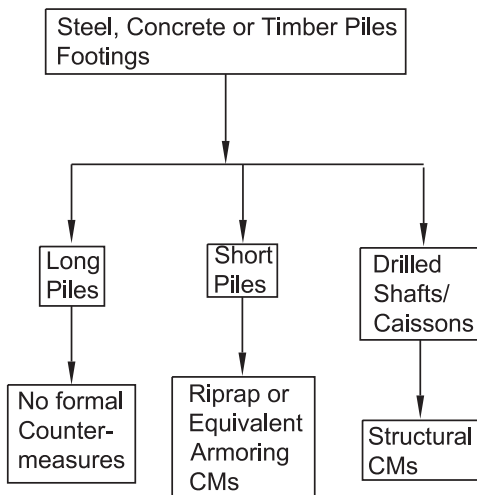 Steel, Concrete or Timber Piles
Footings
Long
Piles
Short
Piles
Drilled
Shafts/
Caissons
No formal
Counter-
measures
Riprap or
Equivalent
Armoring
CMs
Structural
CMs